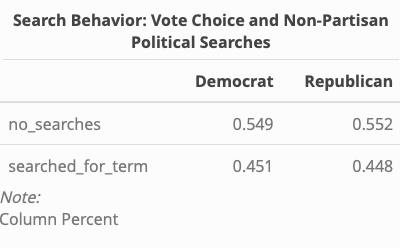 Search Behavior: Vote Choice and Non-Partisan
Political Searches
Democrat Republican
no_searches 0.549 0.552
searched_for_term 0.451 0.448
Note:
Column Percent